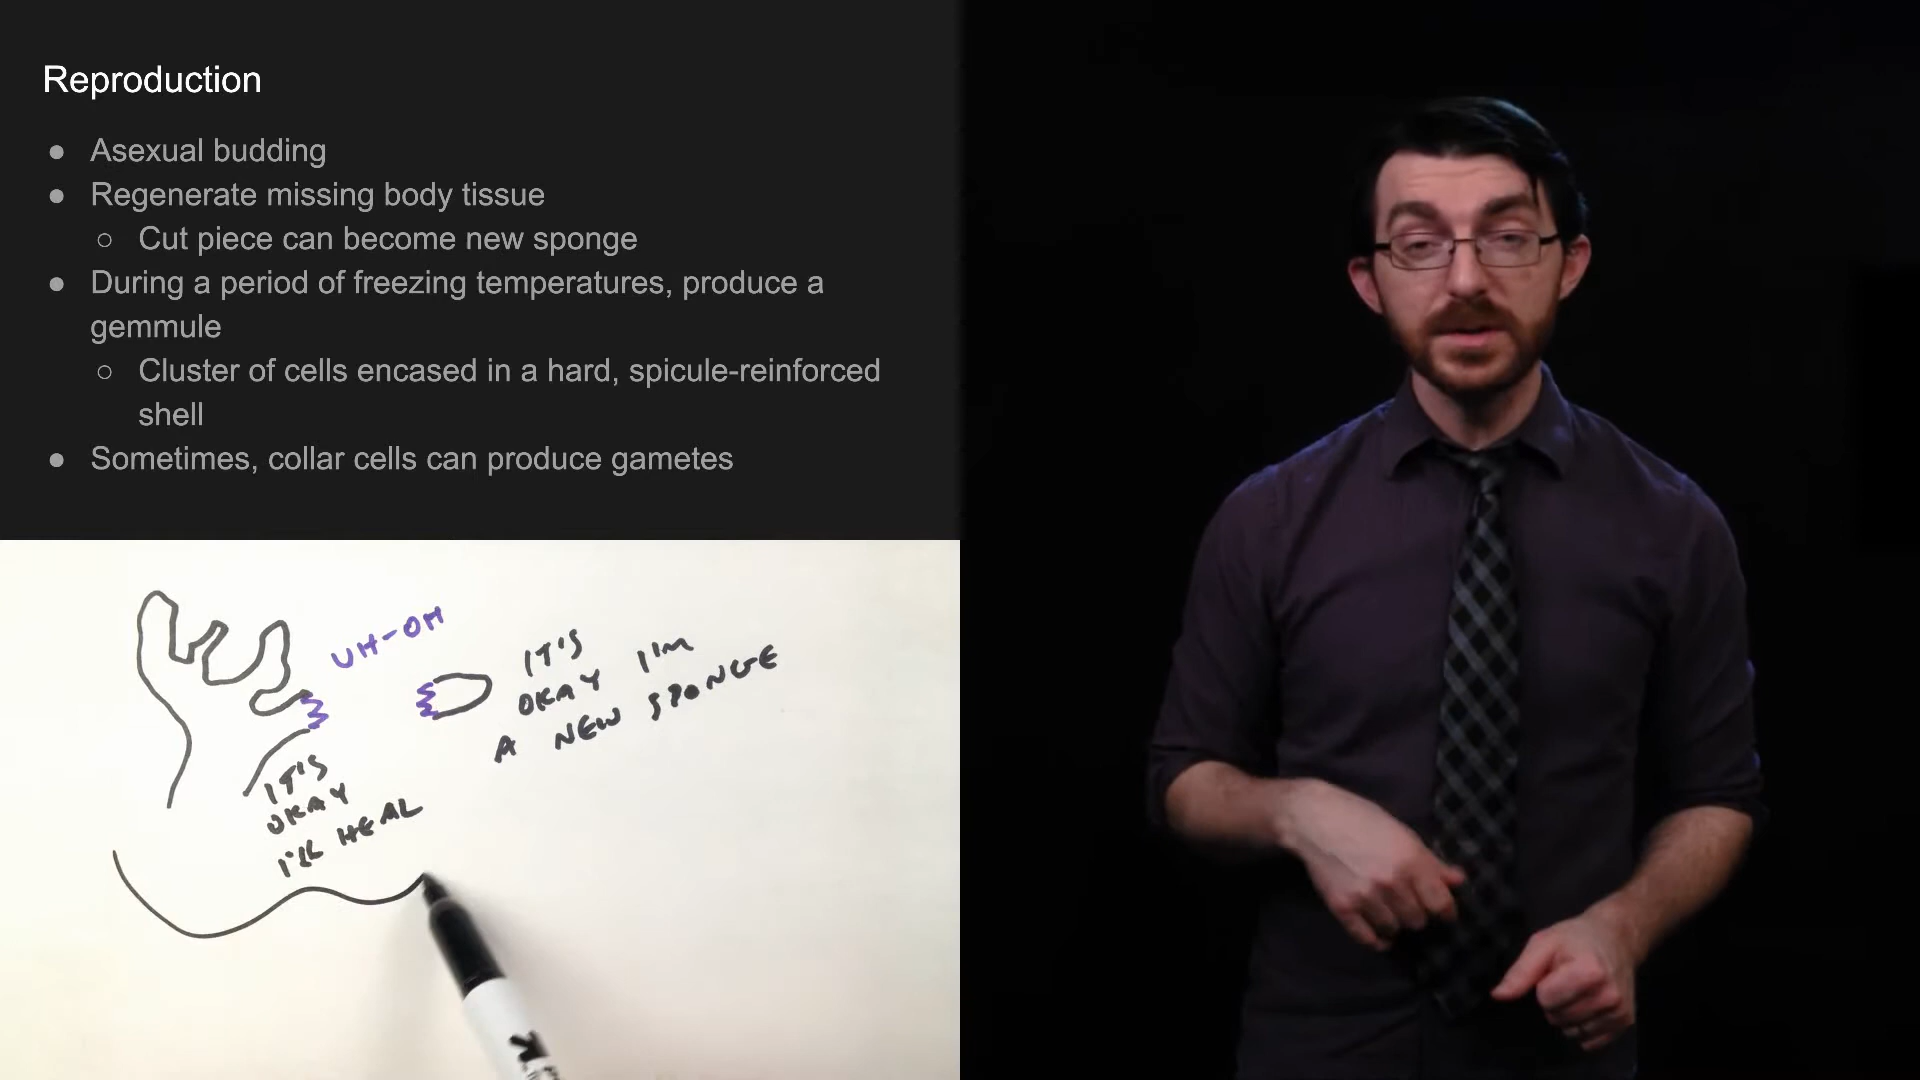 Reproduction
● Asexual budding
● Regenerate missing body tissue
○ Cut piece can become new sponge
● During a period of freezing temperatures, produce a
gemmule
○ Cluster of cells encased in a hard, spicule-reinforced
shell
● Sometimes, collar cells can produce gametes
UH-OH
IT'S
OKAY I'M
A NEW SPONGE
IT'S
OKAY
I'LL HEAL